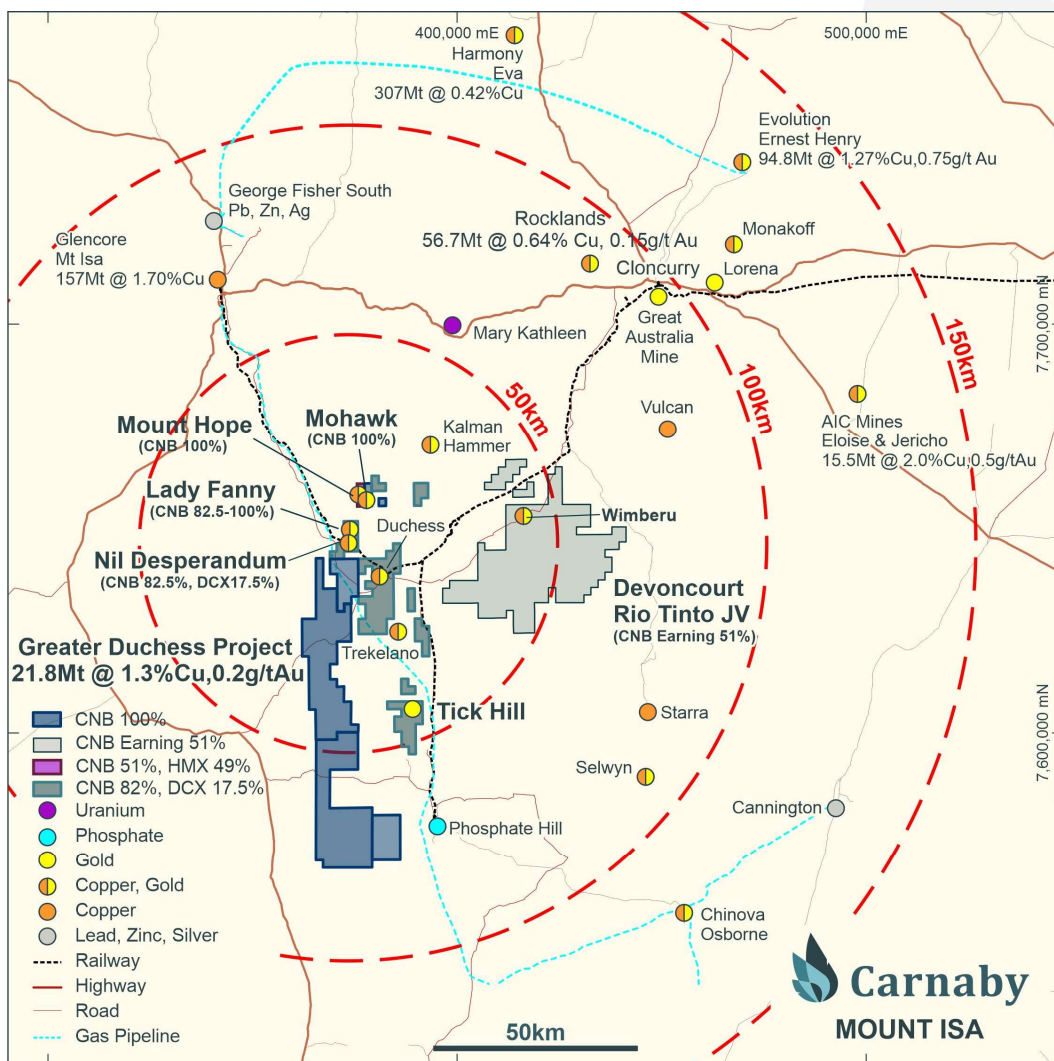 400,000 mE
500,000 mE
Harmony
Eva
307Mt @ 0.42%Cu
Evolution
Ernest Henry
94.8Mt @ 1.27%Cu,0.75g/t Au
George Fisher South
Pb, Zn, Ag
Rocklands
56.7Mt @ 0.64% Cu, 0.15g/t Au
Monakoff
Glencore
Mt Isa
157Mt @ 1.70%Cu
Cloncurry
Lorena
Great
Australia
Mine
Mary Kathleen
7,700,000 mN
50km
100km
150km
Vulcan
AIC Mines
Eloise & Jericho
15.5Mt @ 2.0%Cu,0.5g/tAu
Mount Hope
(CNB 100%)
Mohawk
(CNB 100%)
Kalman
Hammer
Lady Fanny
(CNB 82.5-100%)
Duchess
Wimberu
Nil Desperandum
(CNB 82.5%, DCX17.5%)
Devoncourt
Rio Tinto JV
(CNB Earning 51%)
Greater Duchess Project
21.8Mt @ 1.3%Cu,0.2g/tAu
Trekelano
Tick Hill
Starra
7,600,000 mN
Selwyn
Cannington
Phosphate Hill
Chinova
Osborne
CNB 100%
CNB Earning 51%
CNB 51%, HMX 49%
CNB 82%, DCX 17.5%
Uranium
Phosphate
Gold
Copper, Gold
Copper
Lead, Zinc, Silver
Railway
Highway
Road
Gas Pipeline
50km
Carnaby
MOUNT ISA